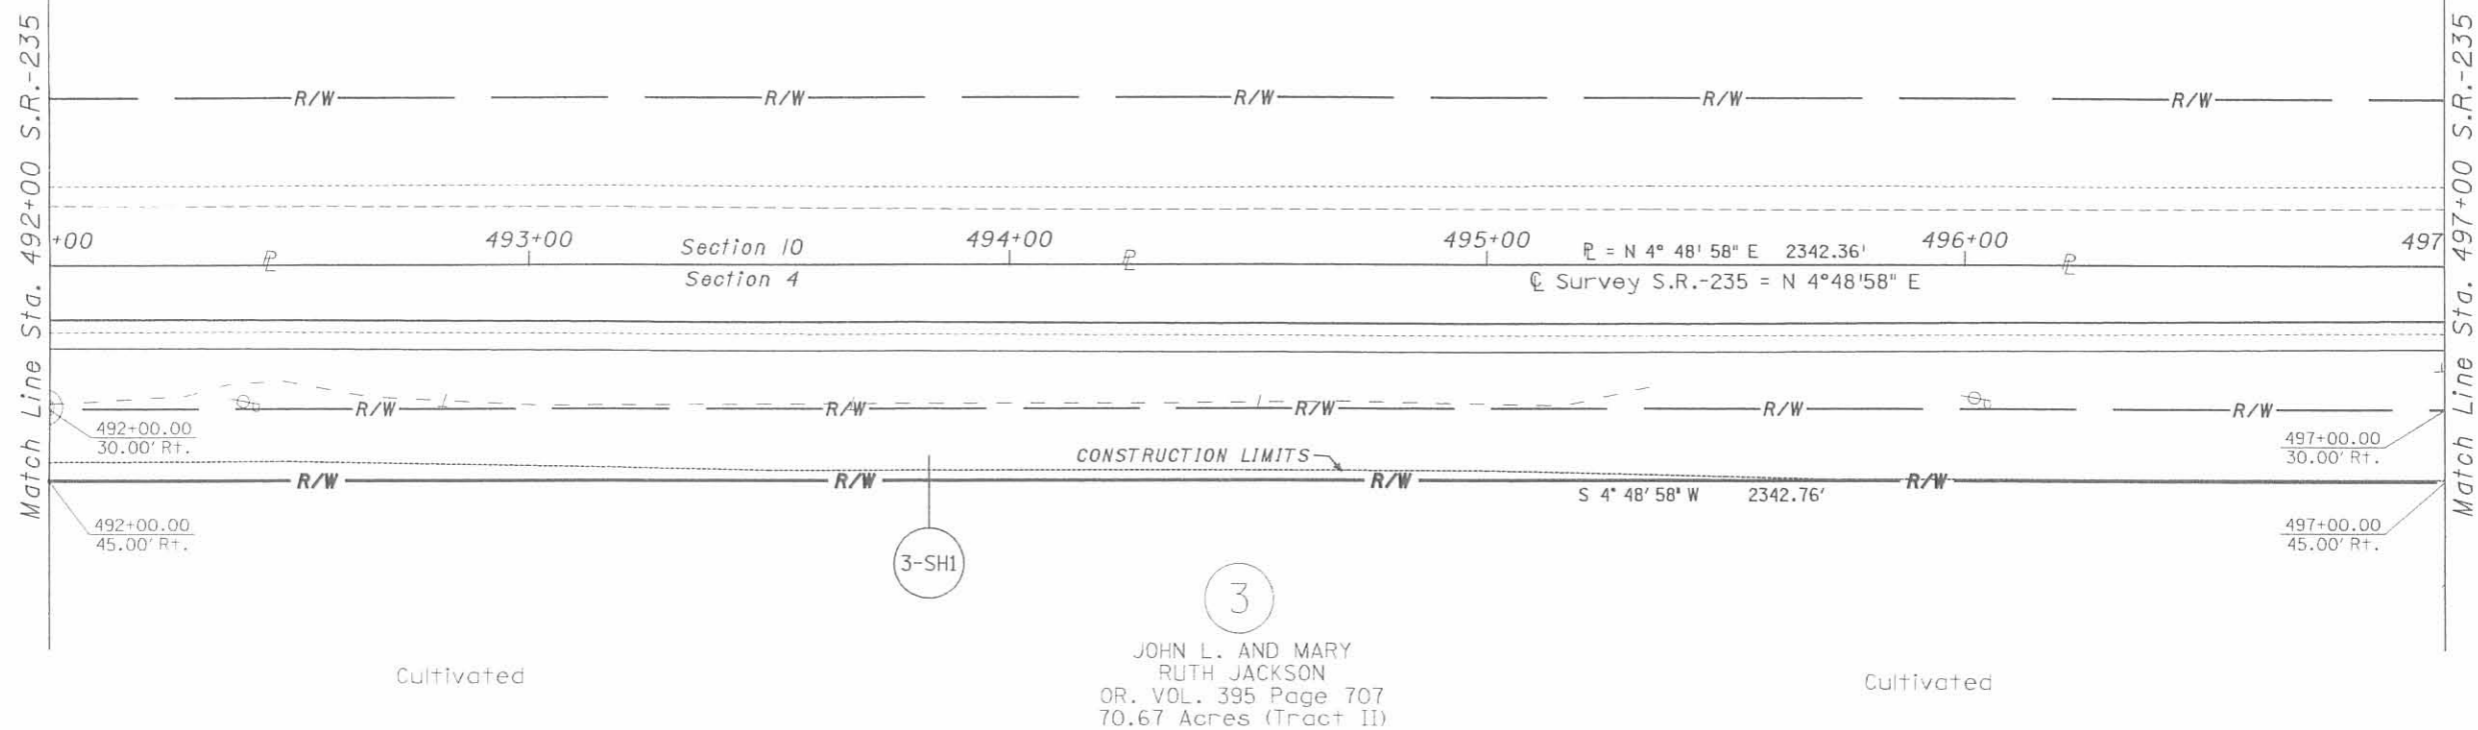 Match Line Sta. 492+00 S.R.-235
Match Line Sta. 497+00 S.R.-235
R/W R/W R/W R/W R/W
+00 493+00 494+00 495+00 496+00 497
Section 10
Section 4
℄ Survey S.R.-235 = N 4°48'58" E
PL PL PL
PL = N 4° 48' 58" E 2342.36'
R/W R/W R/W R/W R/W
492+00.00
30.00' Rt.
497+00.00
30.00' Rt.
CONSTRUCTION LIMITS
R/W R/W R/W R/W
S 4° 48' 58" W 2342.76'
492+00.00
45.00' Rt.
497+00.00
45.00' Rt.
3-SH1
3
JOHN L. AND MARY
RUTH JACKSON
OR. VOL. 395 Page 707
70.67 Acres (Tract II)
Cultivated
Cultivated